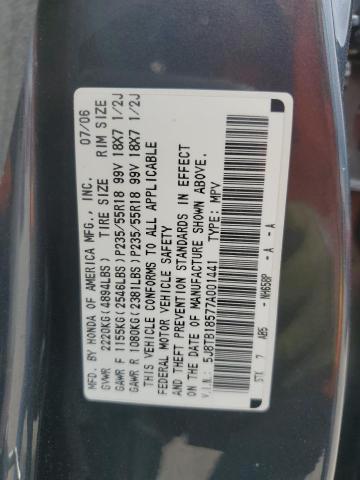 MFD. BY HONDA OF AMERICA MFG., INC. 07/06
GVWR 2220KG(4894LBS) TIRE SIZE RIM SIZE
GAWR F 1155KG(2546LBS)P235/55R18 99V 18X7 1/2J
GAWR R 1080KG(2381LBS)P235/55R18 99V 18X7 1/2J
THIS VEHICLE CONFORMS TO ALL APPLICABLE
FEDERAL MOTOR VEHICLE SAFETY
AND THEFT PREVENTION STANDARDS IN EFFECT
ON THE DATE OF MANUFACTURE SHOWN ABOVE.
V.I.N. 5J8TB18577A001441 TYPE: MPV
STK 7 AB5 - NH658P - A - A